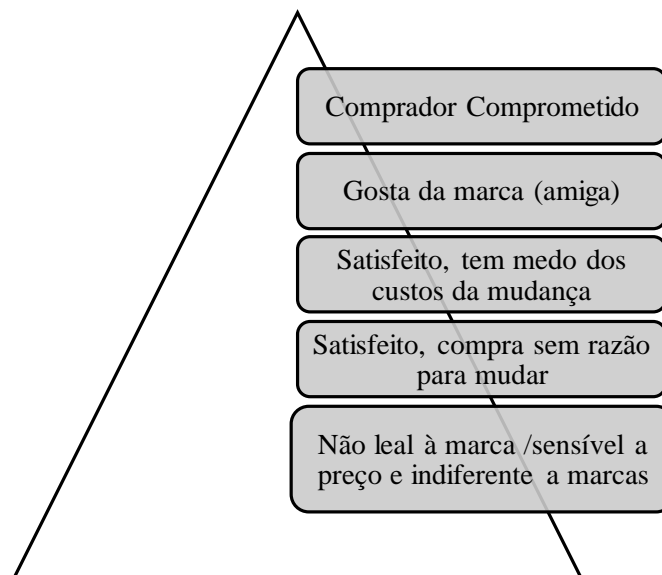 Comprador Comprometido
Gosta da marca (amiga)
Satisfeito, tem medo dos
custos da mudança
Satisfeito, compra sem razão
para mudar
Não leal à marca /sensível a
preço e indiferente a marcas